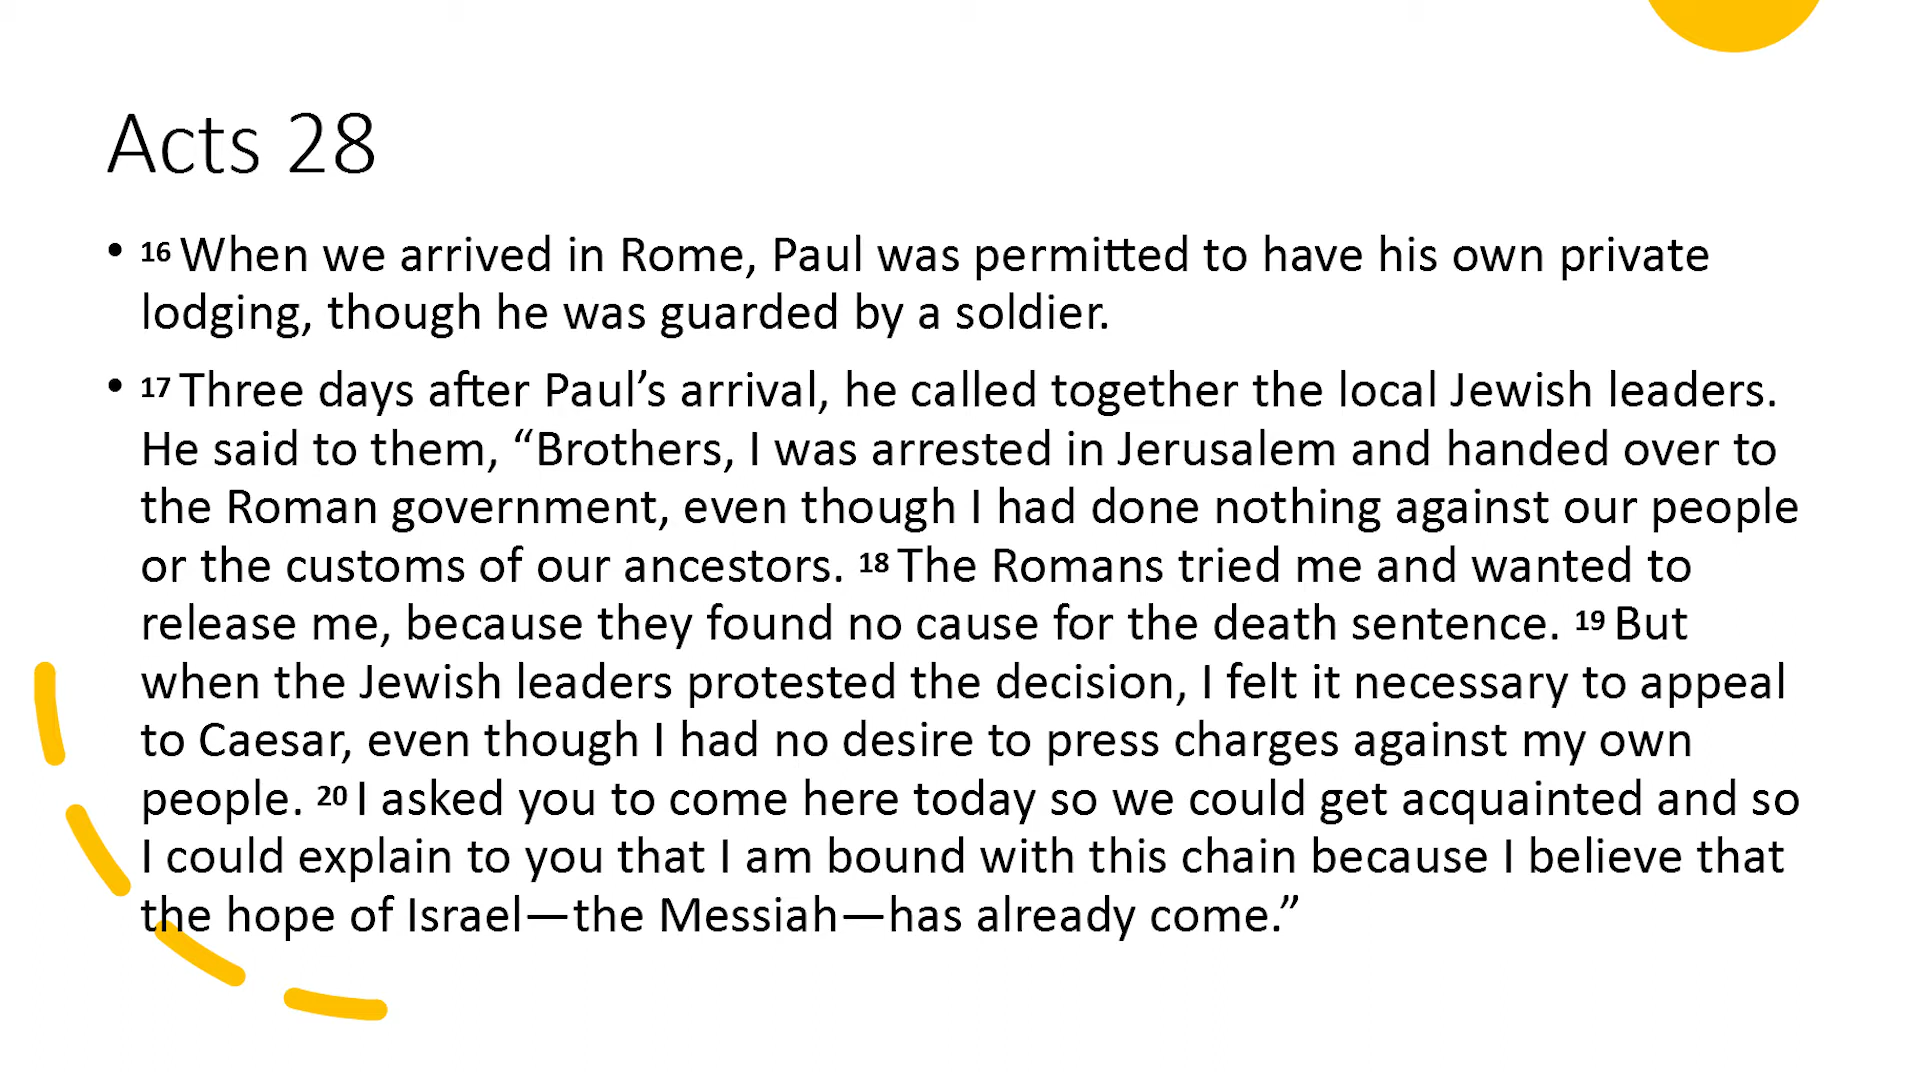 Acts 28
• 16 When we arrived in Rome, Paul was permitted to have his own private
lodging, though he was guarded by a soldier.
• 17 Three days after Paul’s arrival, he called together the local Jewish leaders.
He said to them, “Brothers, I was arrested in Jerusalem and handed over to
the Roman government, even though I had done nothing against our people
or the customs of our ancestors. 18 The Romans tried me and wanted to
release me, because they found no cause for the death sentence. 19 But
when the Jewish leaders protested the decision, I felt it necessary to appeal
to Caesar, even though I had no desire to press charges against my own
people. 20 I asked you to come here today so we could get acquainted and so
I could explain to you that I am bound with this chain because I believe that
the hope of Israel—the Messiah—has already come.”